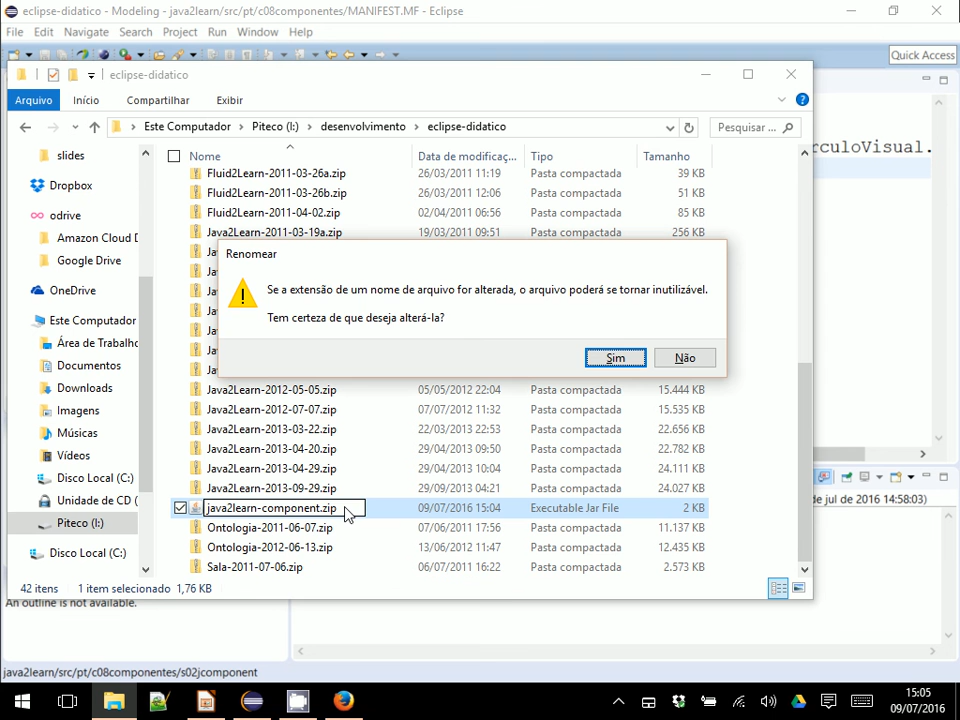 eclipse-didatico - Modeling - java2learn/src/pt/c08componentes/MANIFEST.MF - Eclipse
File Edit Navigate Search Project Run Window Help
Quick Access
eclipse-didatico
Arquivo Início Compartilhar Exibir
Este Computador Piteco (I:) desenvolvimento eclipse-didatico
Pesquisar ...
rculoVisual.
slides
Dropbox
odrive
Amazon Cloud D
Google Drive
OneDrive
Este Computador
Área de Trabalho
Documentos
Downloads
Imagens
Músicas
Vídeos
Disco Local (C:)
Unidade de CD (
Piteco (I:)
Disco Local (C:)
Nome Data de modificaç... Tipo Tamanho
Fluid2Learn-2011-03-26a.zip 26/03/2011 11:19 Pasta compactada 39 KB
Fluid2Learn-2011-03-26b.zip 26/03/2011 12:06 Pasta compactada 51 KB
Fluid2Learn-2011-04-02.zip 02/04/2011 06:56 Pasta compactada 85 KB
Java2Learn-2011-03-19a.zip 19/03/2011 09:51 Pasta compactada 256 KB
Ja
Ja
Ja
Ja
Ja
Ja
Ja
Renomear
Se a extensão de um nome de arquivo for alterada, o arquivo poderá se tornar inutilizável.
Tem certeza de que deseja alterá-la?
Sim Não
Java2Learn-2012-05-05.zip 05/05/2012 22:04 Pasta compactada 15.444 KB
Java2Learn-2012-07-07.zip 07/07/2012 11:32 Pasta compactada 15.535 KB
Java2Learn-2013-03-22.zip 22/03/2013 22:53 Pasta compactada 22.656 KB
Java2Learn-2013-04-20.zip 29/04/2013 09:50 Pasta compactada 22.782 KB
Java2Learn-2013-04-29.zip 29/04/2013 10:04 Pasta compactada 24.111 KB
Java2Learn-2013-09-29.zip 29/09/2013 04:21 Pasta compactada 24.027 KB
java2learn-component.zip 09/07/2016 15:04 Executable Jar File 2 KB
Ontologia-2011-06-07.zip 07/06/2011 17:56 Pasta compactada 11.137 KB
Ontologia-2012-06-13.zip 13/06/2012 11:47 Pasta compactada 12.435 KB
Sala-2011-07-06.zip 06/07/2011 16:22 Pasta compactada 2.573 KB
de jul de 2016 14:58:03)
42 itens 1 item selecionado 1,76 KB
An outline is not available.
java2learn/src/pt/c08componentes/s02jcomponent
15:05
09/07/2016